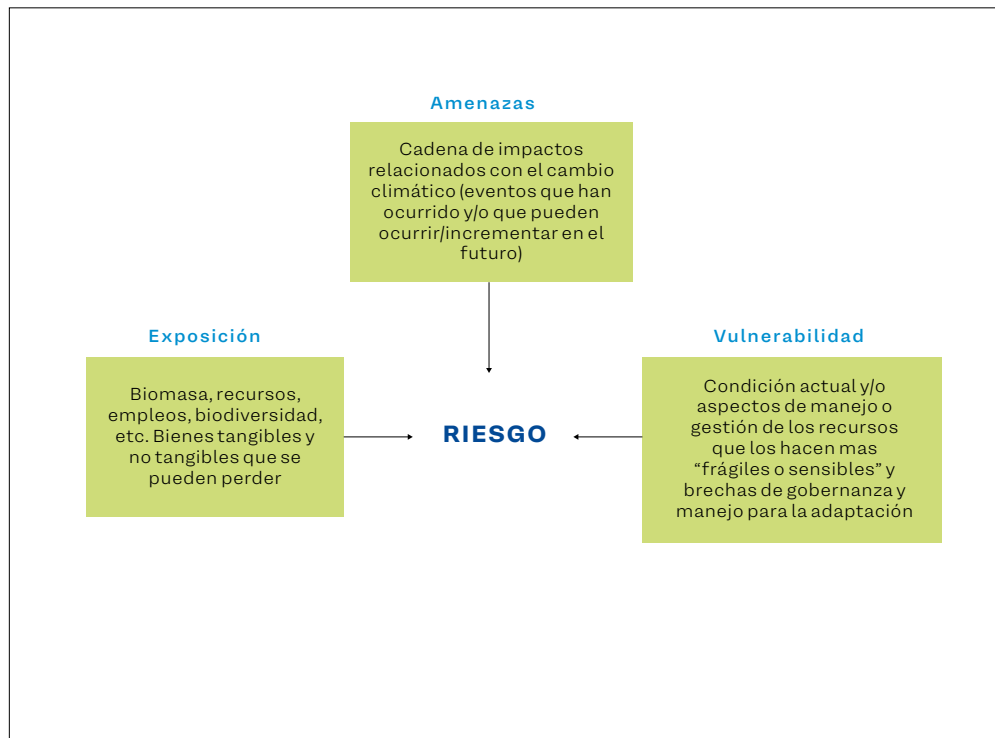 Amenazas
Cadena de impactos
relacionados con el cambio
climático (eventos que han
ocurrido y/o que pueden
ocurrir/incrementar en el
futuro)
Exposición
Biomasa, recursos,
empleos, biodiversidad,
etc. Bienes tangibles y
no tangibles que se
pueden perder
RIESGO
Vulnerabilidad
Condición actual y/o
aspectos de manejo o
gestión de los recursos
que los hacen mas
“frágiles o sensibles” y
brechas de gobernanza y
manejo para la adaptación